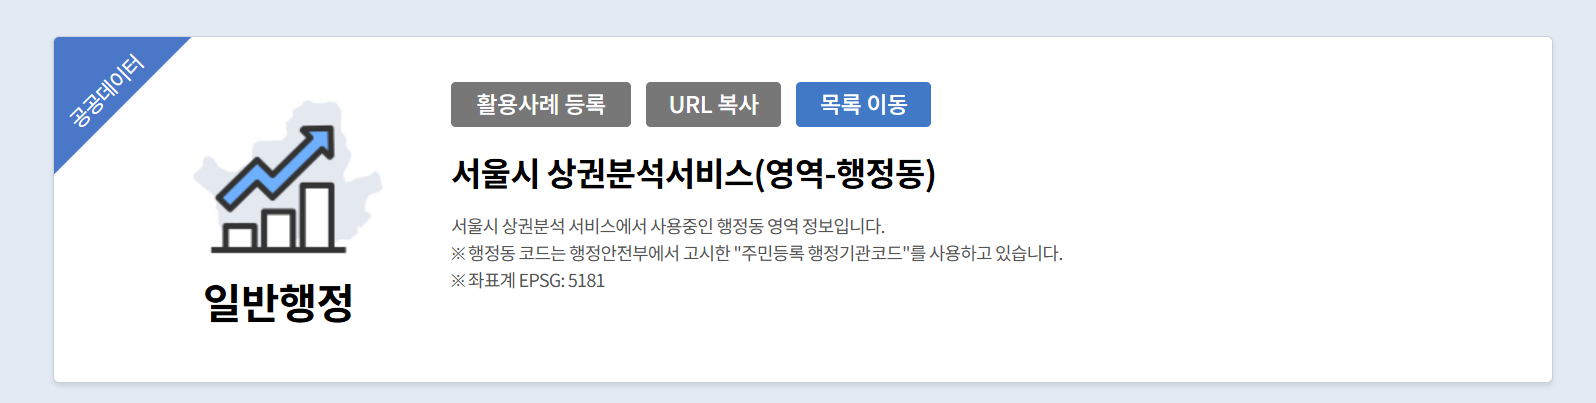 공공데이터
일반행정
활용사례 등록
URL 복사
목록 이동
서울시 상권분석서비스(영역-행정동)
서울시 상권분석 서비스에서 사용중인 행정동 영역 정보입니다.
※ 행정동 코드는 행정안전부에서 고시한 "주민등록 행정기관코드"를 사용하고 있습니다.
※ 좌표계 EPSG: 5181